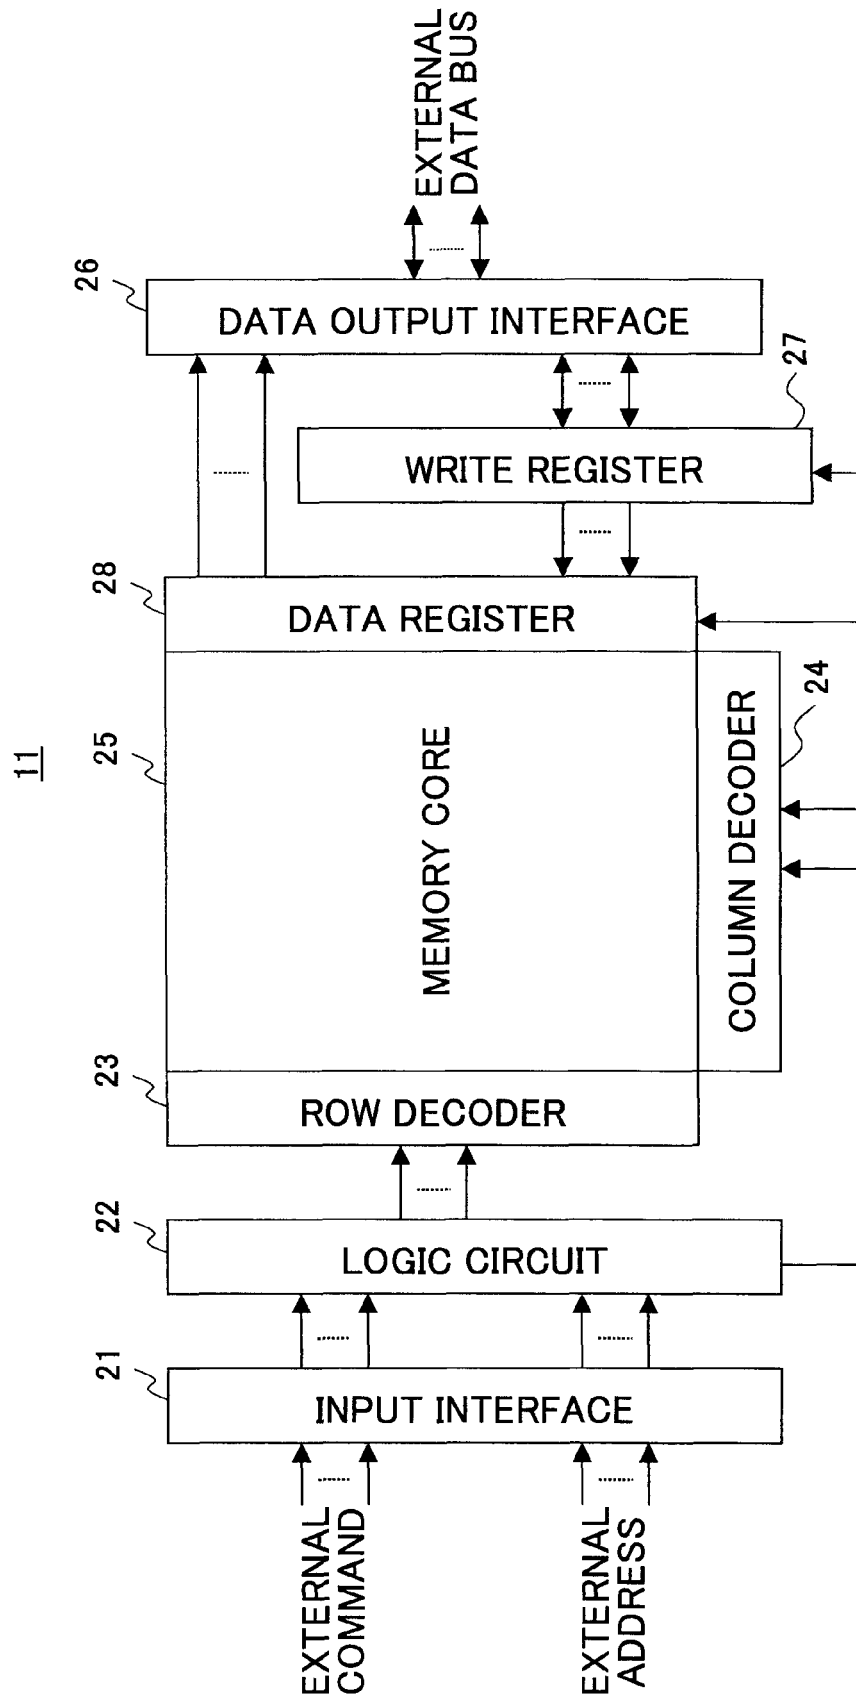 11
EXTERNAL
COMMAND
EXTERNAL
ADDRESS
21
INPUT INTERFACE
22
LOGIC CIRCUIT
23
ROW DECODER
25
MEMORY CORE
COLUMN DECODER
24
28
DATA REGISTER
WRITE REGISTER
27
26
DATA OUTPUT INTERFACE
EXTERNAL
DATA BUS